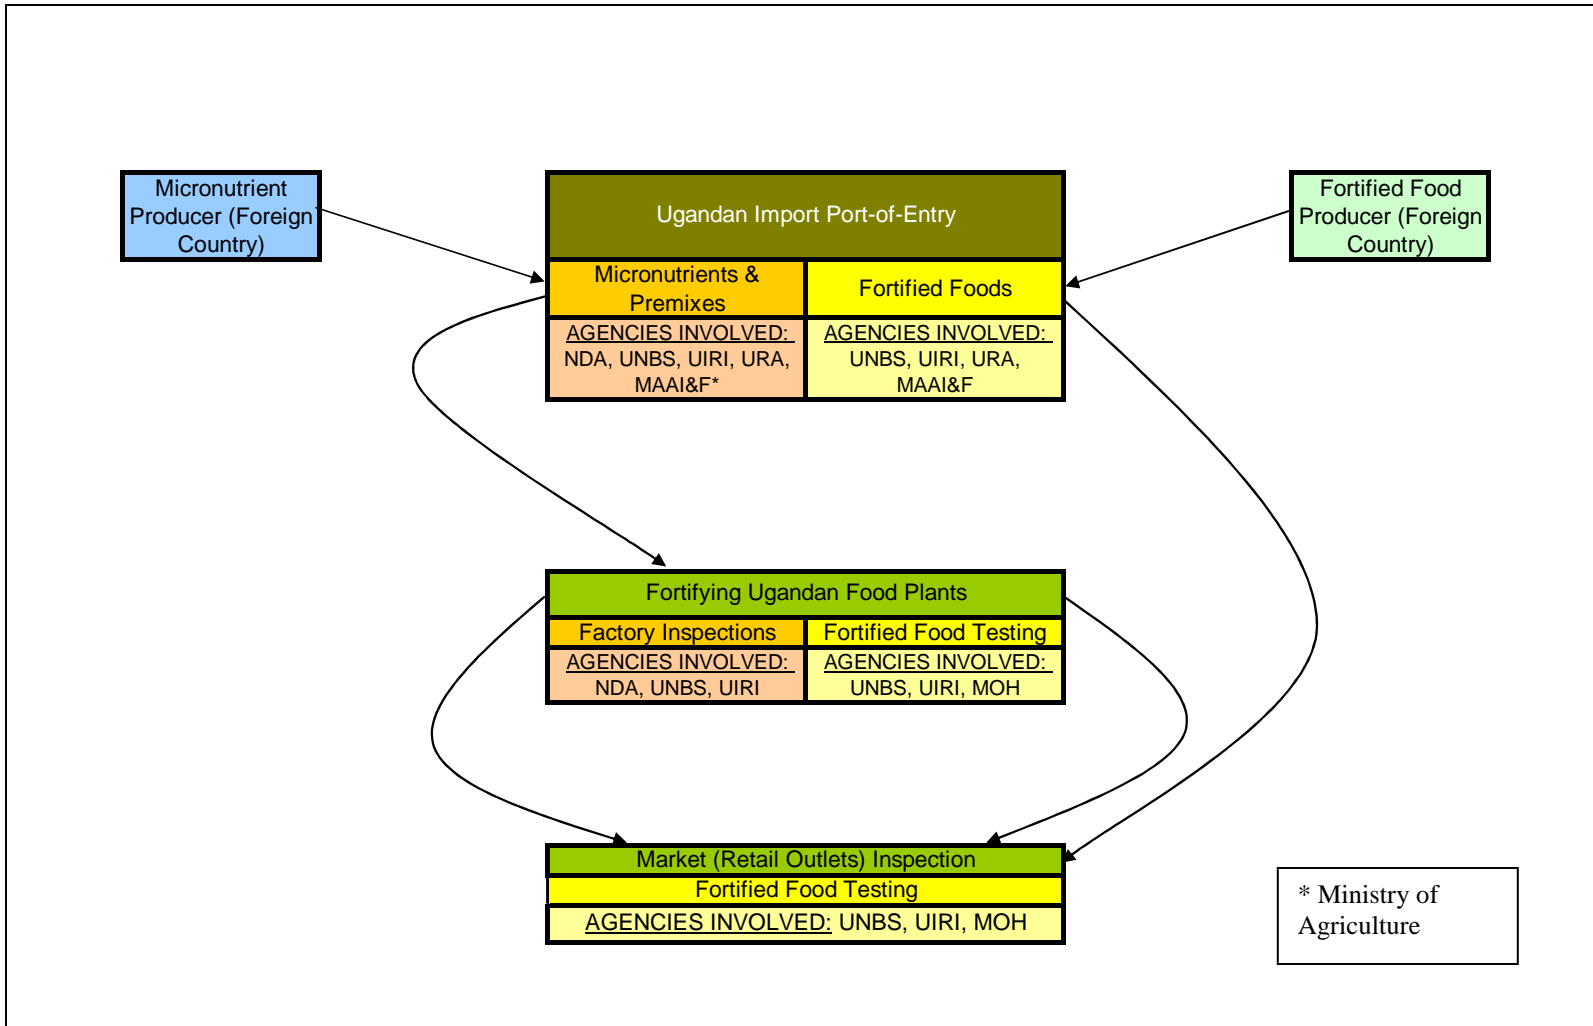 Micronutrient
Producer (Foreign
Country)
Ugandan Import Port-of-Entry
Fortified Food
Producer (Foreign
Country)
Micronutrients &
Premixes
Fortified Foods
AGENCIES INVOLVED:
NDA, UNBS, UIRI, URA,
MAAI&F*
AGENCIES INVOLVED:
UNBS, UIRI, URA,
MAAI&F
Fortifying Ugandan Food Plants
Factory Inspections
Fortified Food Testing
AGENCIES INVOLVED:
NDA, UNBS, UIRI
AGENCIES INVOLVED:
UNBS, UIRI, MOH
Market (Retail Outlets) Inspection
Fortified Food Testing
AGENCIES INVOLVED: UNBS, UIRI, MOH
* Ministry of
Agriculture